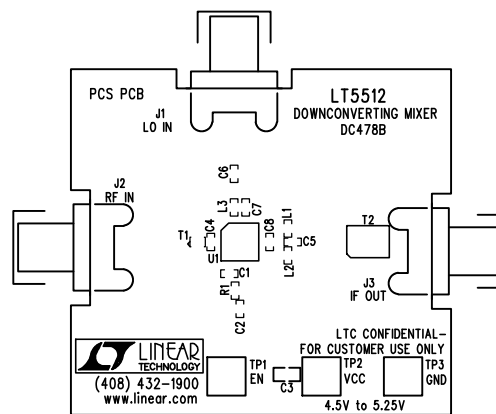 PCS PCB
J1
LO IN
LT5512
DOWNCONVERTING MIXER
DC478B
J2
RF IN
C6
L3
C7
T1
C4
U1
C8
L1
C5
L2
T2
J3
IF OUT
C1
R1
C2
LTC CONFIDENTIAL-
FOR CUSTOMER USE ONLY
LINEAR
TECHNOLOGY
(408) 432-1900
www.linear.com
TP1
EN
C3
TP2
VCC
TP3
GND
4.5V to 5.25V